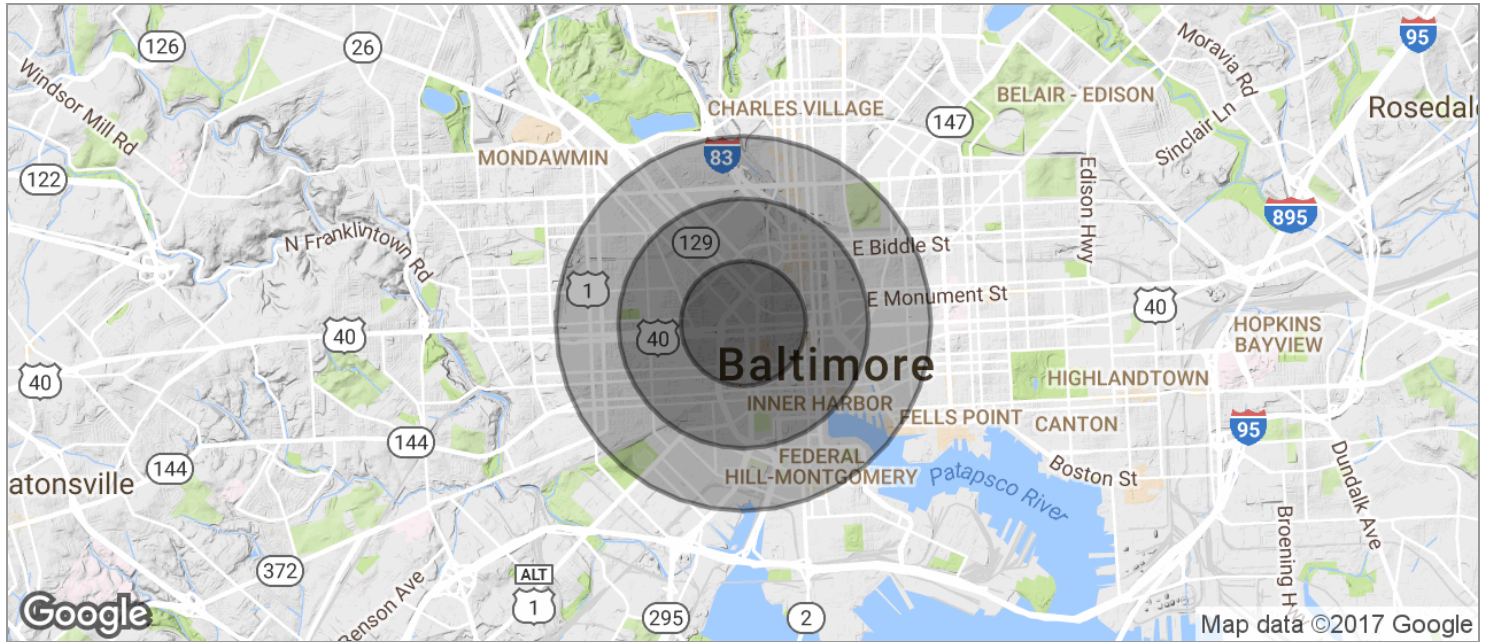 126
26
95
Windsor Mill Rd
Moravia Rd
CHARLES VILLAGE
BELAIR - EDISON
Rosedal
147
Sinclair Ln
MONDAWMIN
83
122
Edison Hwy
895
N Franklintown Rd
129
E Biddle St
1
E Monument St
40
40
40
40
HOPKINS
BAYVIEW
Baltimore
HIGHLANDTOWN
INNER HARBOR
FELLS POINT
CANTON
95
144
144
FEDERAL
HILL-MONTGOMERY
Patapsco River
Boston St
Dundalk Ave
atonsville
372
Broening H
ALT
1
Benson Ave
295
2
Google
Map data ©2017 Google